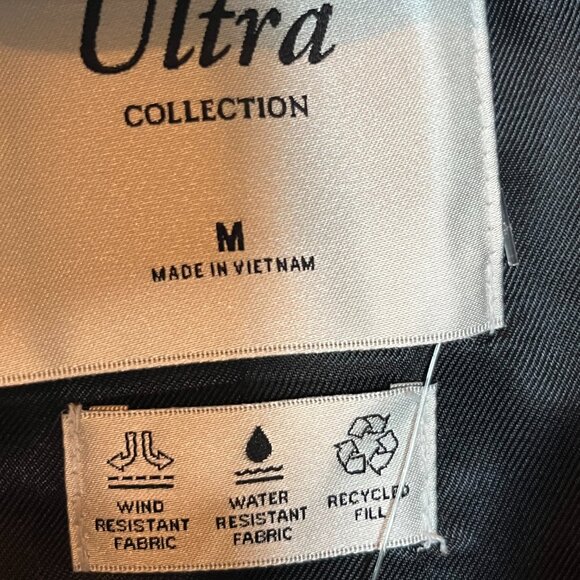 Ultra
COLLECTION
M
MADE IN VIETNAM
WIND
RESISTANT
FABRIC
WATER
RESISTANT
FABRIC
RECYCLED
FILL